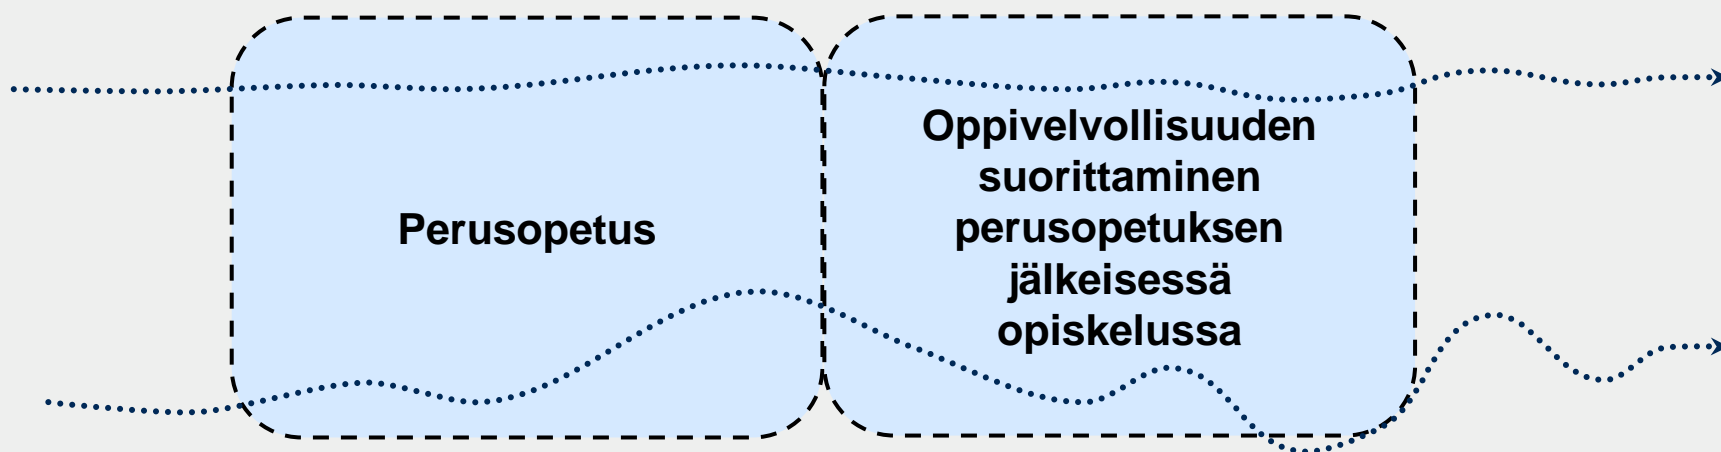 Perusopetus
Oppivelvollisuuden
suorittaminen
perusopetuksen
jälkeisessä
opiskelussa